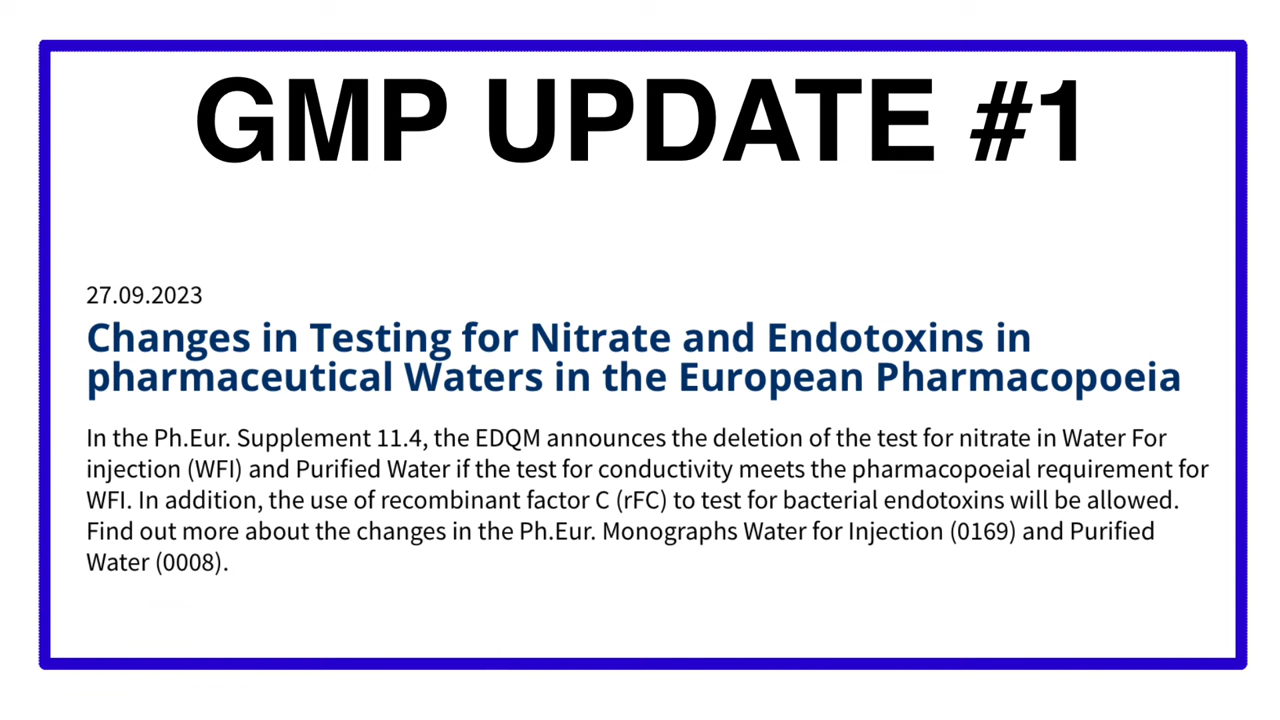 GMP UPDATE #1
27.09.2023
Changes in Testing for Nitrate and Endotoxins in
pharmaceutical Waters in the European Pharmacopoeia
In the Ph.Eur. Supplement 11.4, the EDQM announces the deletion of the test for nitrate in Water For
injection (WFI) and Purified Water if the test for conductivity meets the pharmacopoeial requirement for
WFI. In addition, the use of recombinant factor C (rFC) to test for bacterial endotoxins will be allowed.
Find out more about the changes in the Ph.Eur. Monographs Water for Injection (0169) and Purified
Water (0008).